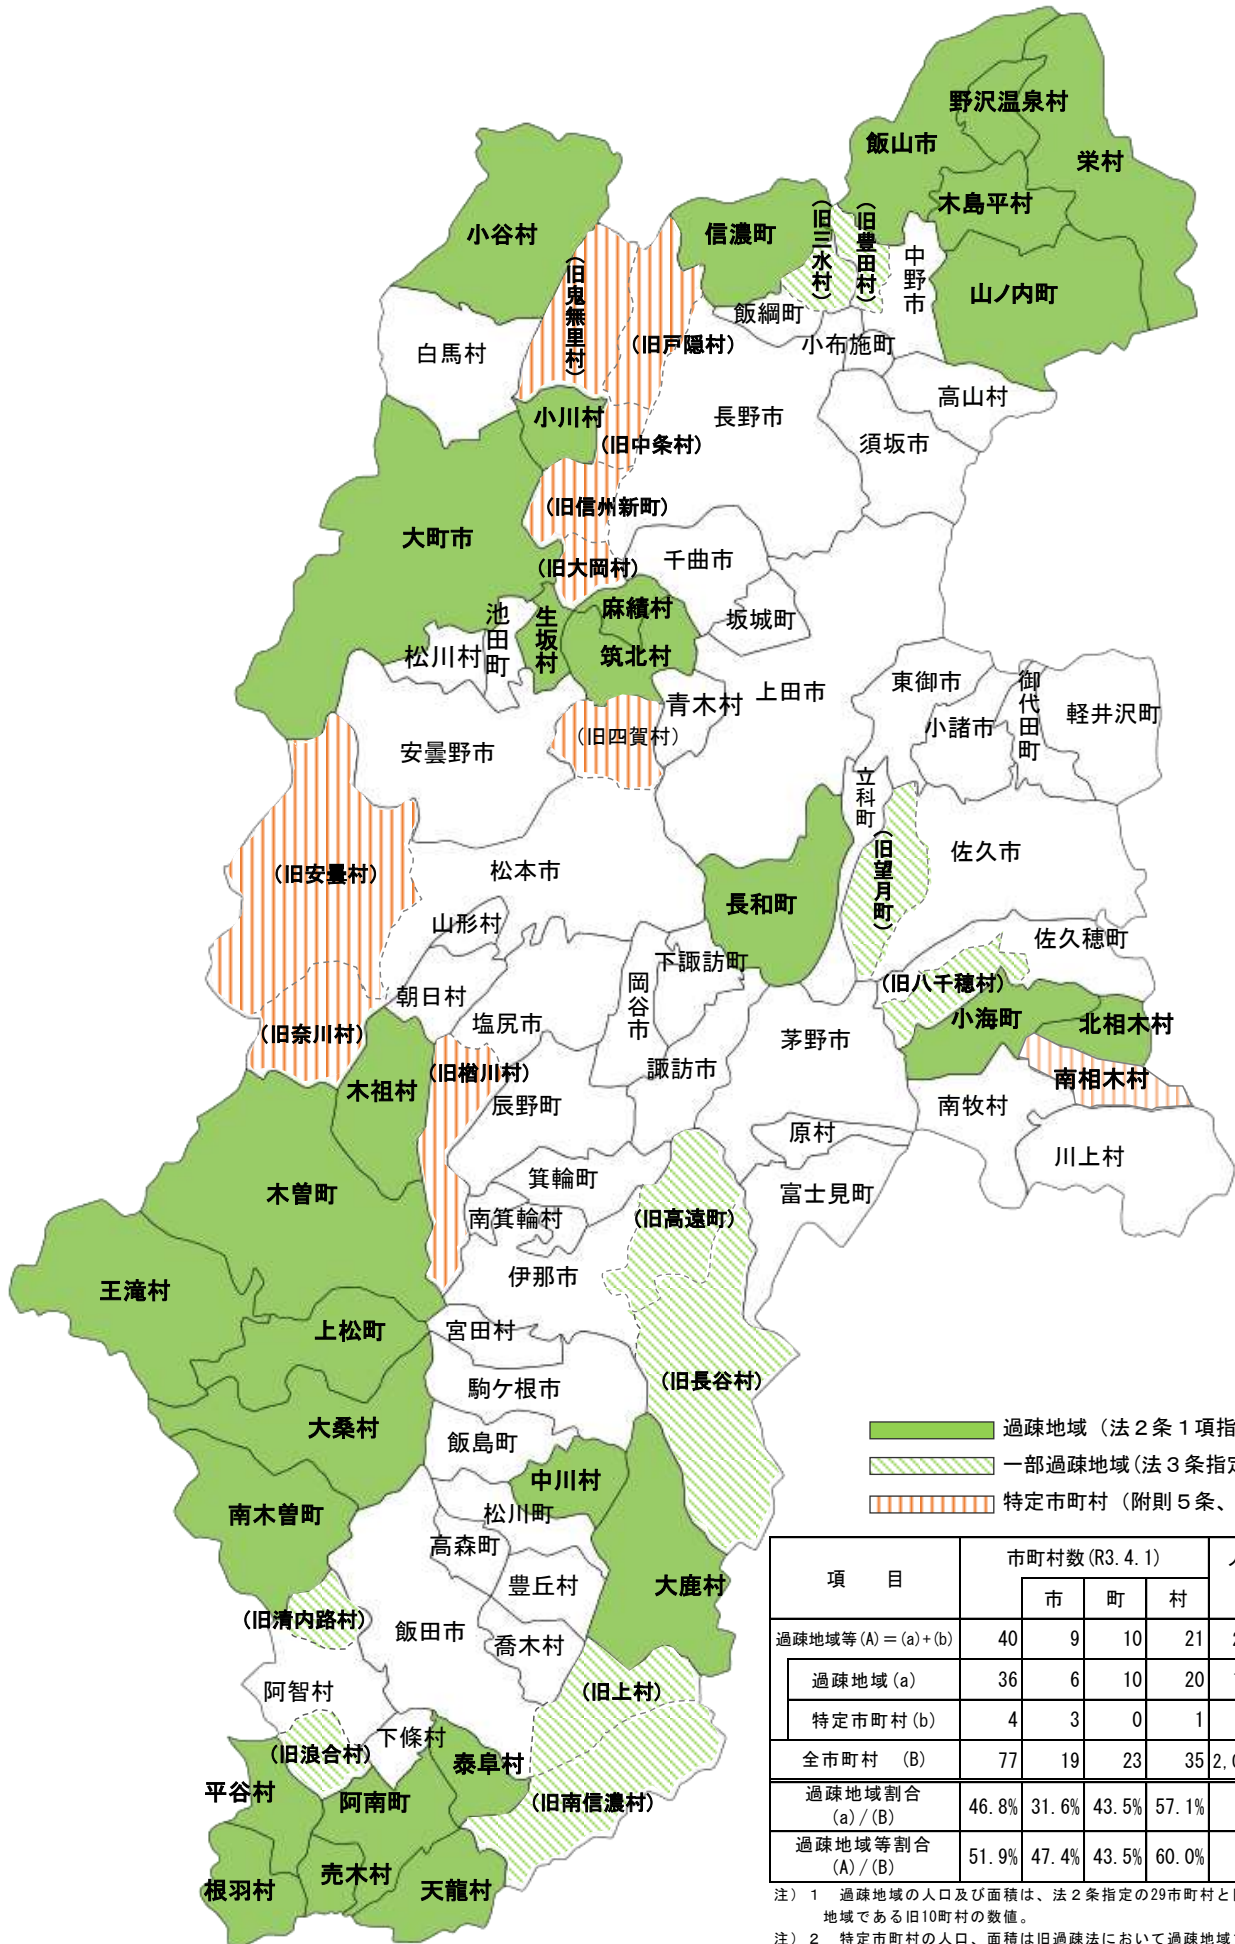 野沢温泉村
飯山市
栄村
木島平村
小谷村
信濃町
(旧三水村)
(旧豊田村)
中野市
山ノ内町
(旧鬼無里村)
飯綱町
(旧戸隠村)
小布施町
白馬村
高山村
小川村
長野市
(旧中条村)
須坂市
(旧信州新町)
大町市
千曲市
(旧大岡村)
麻績村
坂城町
池田町
生坂村
松川村
筑北村
上田市
東御市
御代田町
青木村
軽井沢町
小諸市
(旧四賀村)
安曇野市
立科町
(旧望月町)
佐久市
(旧安曇村)
松本市
長和町
山形村
佐久穂町
下諏訪町
岡谷市
(旧八千穂村)
朝日村
小海町
北相木村
塩尻市
(旧奈川村)
茅野市
(旧楢川村)
諏訪市
南相木村
木祖村
辰野町
南牧村
原村
川上村
箕輪町
木曽町
富士見町
南箕輪村
(旧高遠町)
伊那市
王滝村
上松町
宮田村
(旧長谷村)
駒ケ根市
大桑村
飯島町
過疎地域（法２条１項指
一部過疎地域(法３条指定
中川村
南木曽町
松川町
特定市町村（附則５条、
高森町
豊丘村
大鹿村
(旧清内路村)
飯田市
喬木村
阿智村
(旧上村)
下條村
(旧浪合村)
泰阜村
平谷村
阿南町
(旧南信濃村)
売木村
根羽村
天龍村
項　目 市町村数(R3.4.1)
市 町 村
過疎地域等(A)＝(a)+(b) 40 9 10 21
過疎地域(a) 36 6 10 20
特定市町村(b) 4 3 0 1
全市町村　(B) 77 19 23 35 2,0
過疎地域割合
(a)/(B) 46.8% 31.6% 43.5% 57.1%
過疎地域等割合
(A)/(B) 51.9% 47.4% 43.5% 60.0%
注）１　過疎地域の人口及び面積は、法２条指定の29市町村と
地域である旧10町村の数値。
注）２　特定市町村の人口、面積は旧過疎法において過疎地域